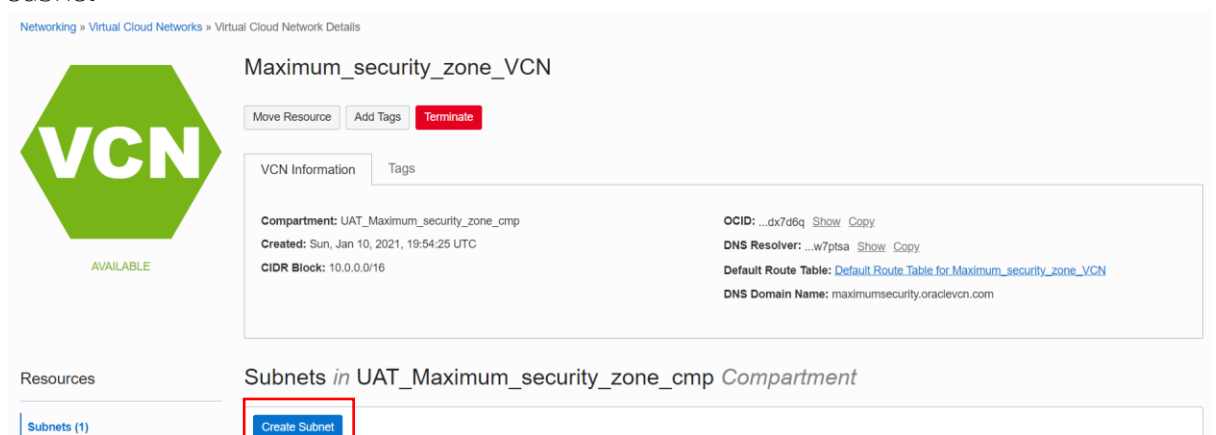 subnet
Networking » Virtual Cloud Networks » Virtual Cloud Network Details
Maximum_security_zone_VCN
Move Resource Add Tags Terminate
VCN
VCN Information Tags
Compartment: UAT_Maximum_security_zone_cmp
Created: Sun, Jan 10, 2021, 19:54:25 UTC
CIDR Block: 10.0.0.0/16
OCID: ...dx7d6q Show Copy
DNS Resolver: ...w7ptsa Show Copy
Default Route Table: Default Route Table for Maximum_security_zone_VCN
DNS Domain Name: maximumsecurity.oraclevcn.com
AVAILABLE
Resources
Subnets (1)
Subnets in UAT_Maximum_security_zone_cmp Compartment
Create Subnet